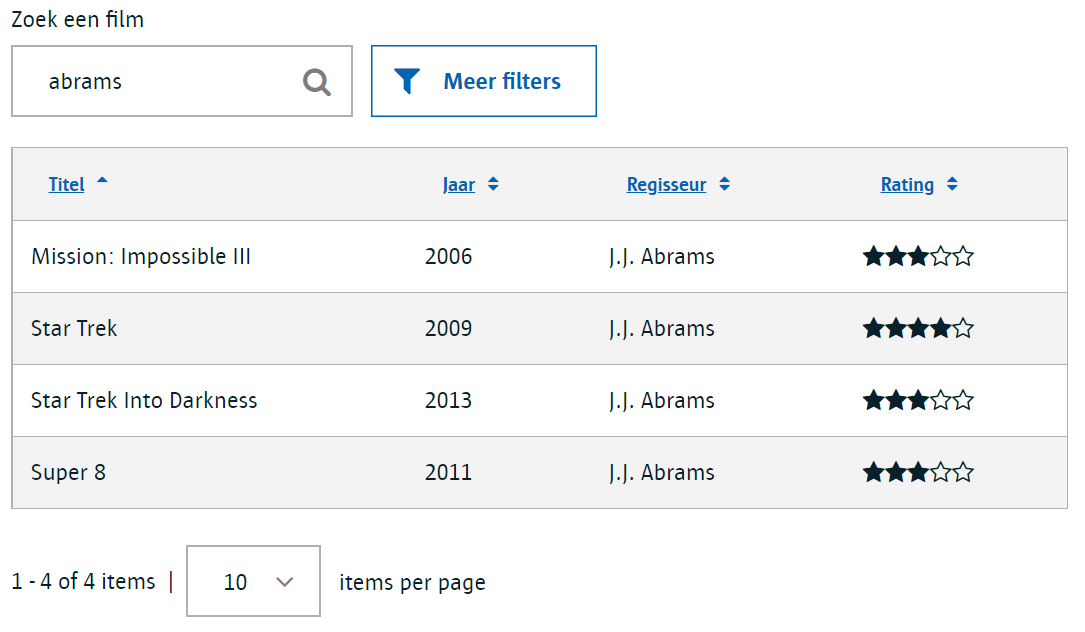 Zoek een film
abrams
Meer filters
Titel Jaar Regisseur Rating
Mission: Impossible III 2006 J.J. Abrams
Star Trek 2009 J.J. Abrams
Star Trek Into Darkness 2013 J.J. Abrams
Super 8 2011 J.J. Abrams
1 - 4 of 4 items | 10 items per page